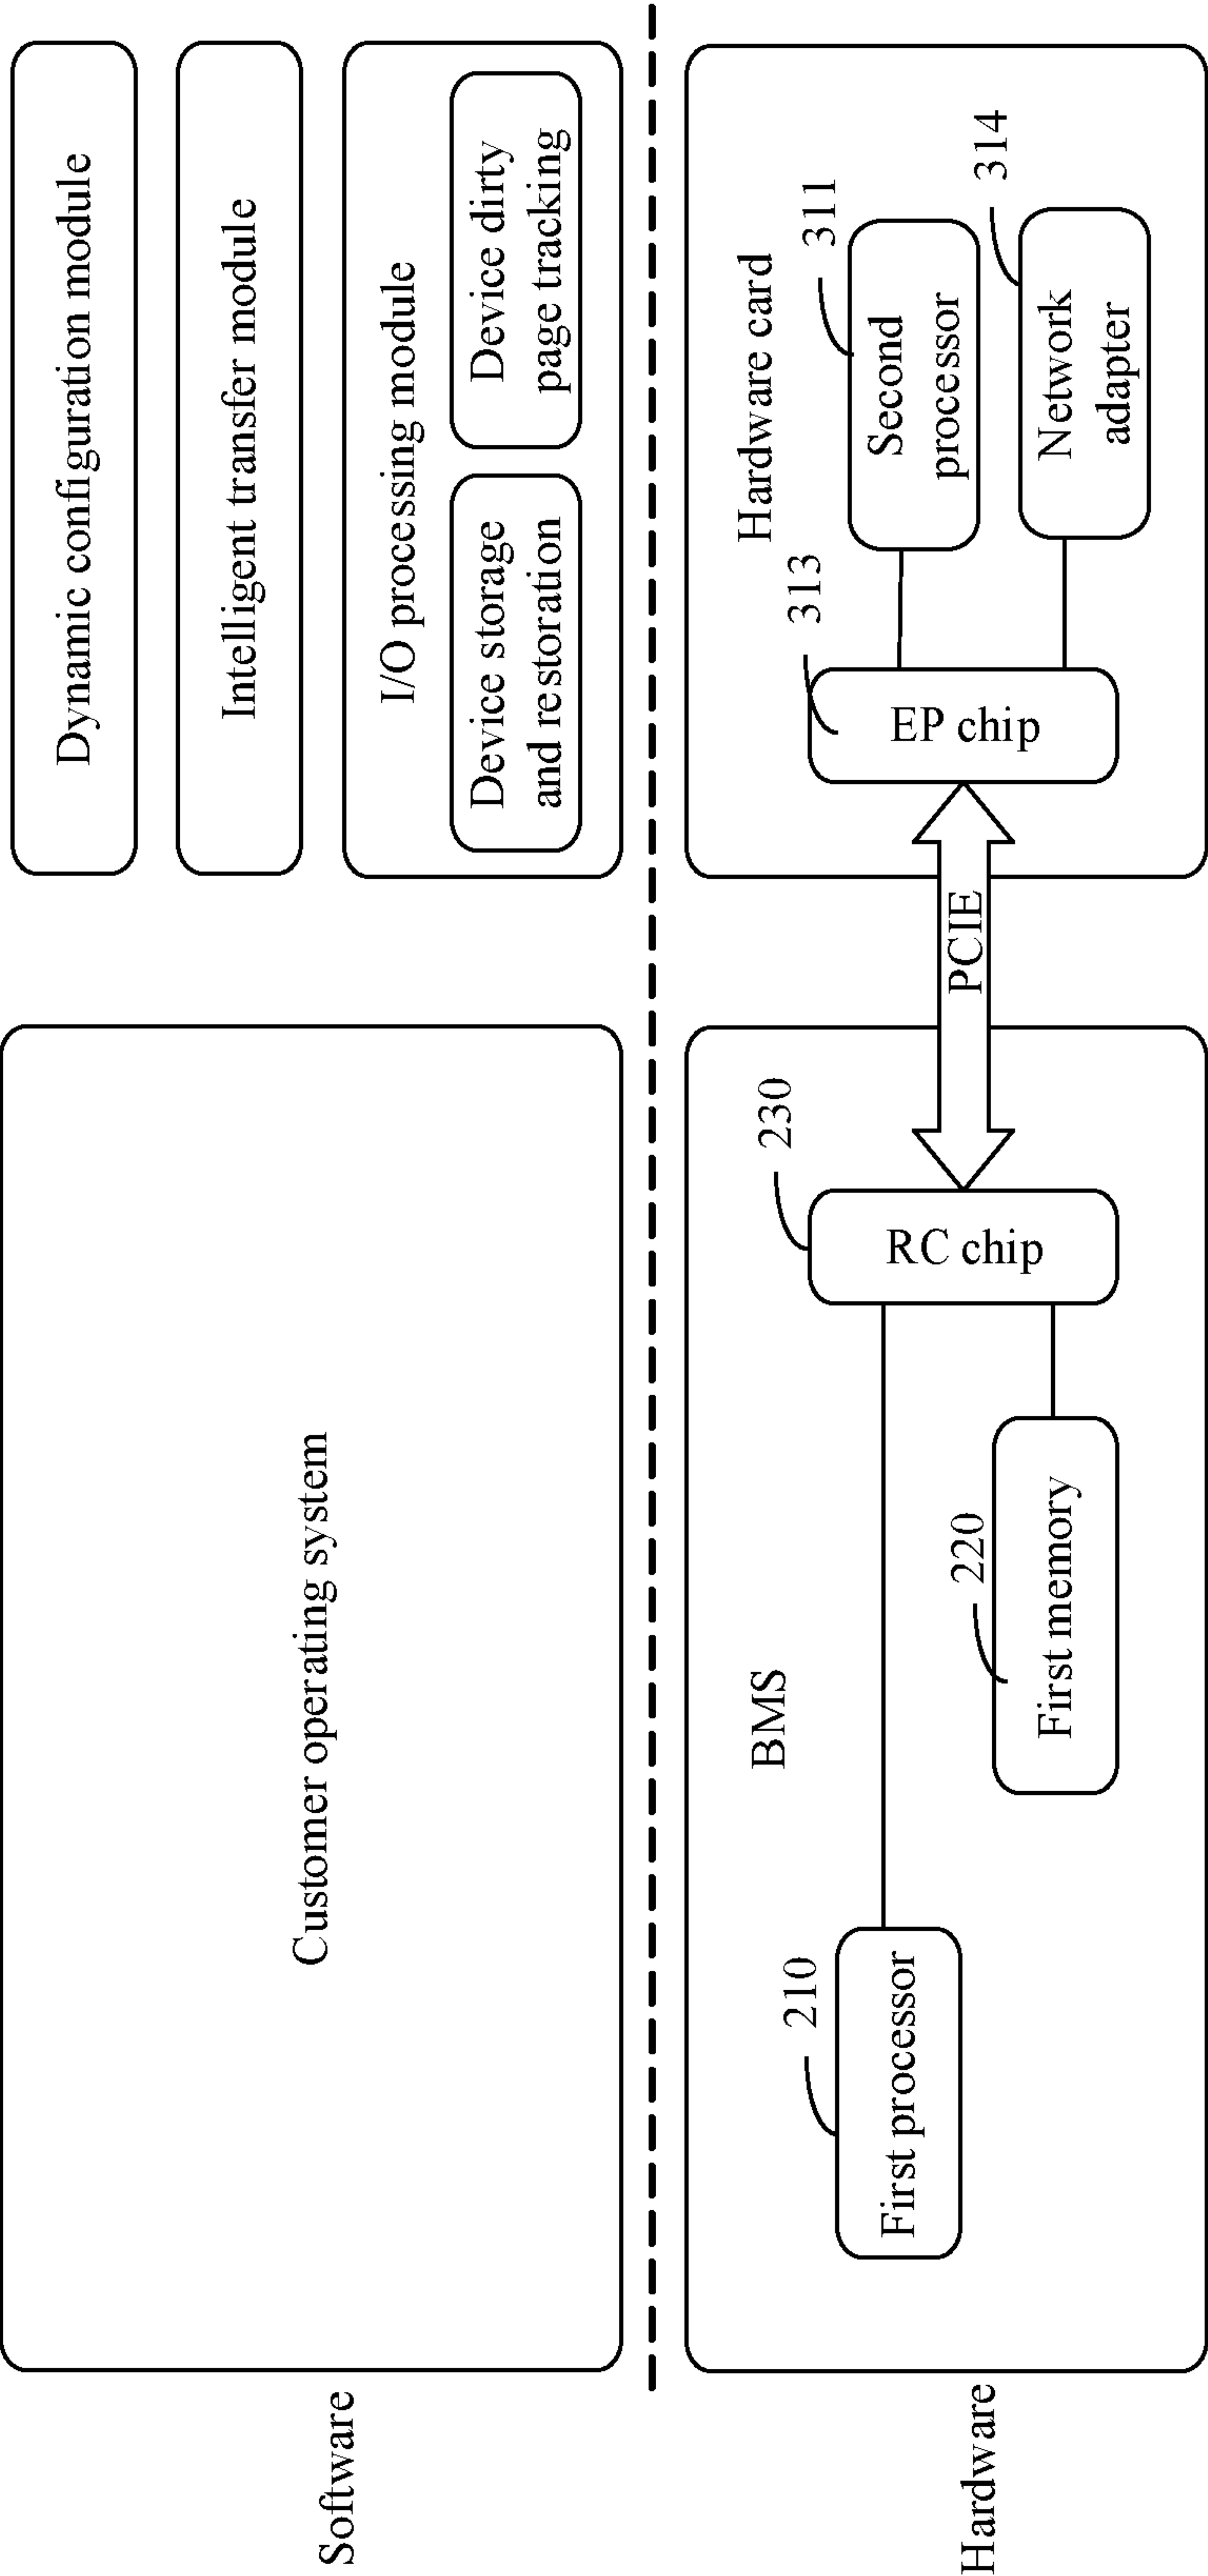 Software
Customer operating system
Dynamic configuration module
Intelligent transfer module
I/O processing module
Device storage
and restoration
Device dirty
page tracking
Hardware
BMS
210
First processor
220
First memory
230
RC chip
PCIE
Hardware card
313
EP chip
311
Second
processor
314
Network
adapter